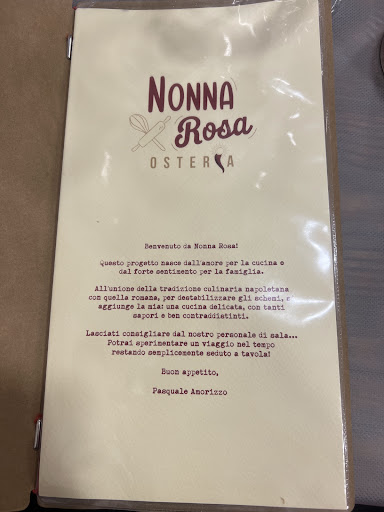 NONNA
Rosa
OSTERIA
Benvenuto da Nonna Rosa!
Questo progetto nasce dall'amore per la cucina e
dal forte sentimento per la famiglia.
All'unione della tradizione culinaria napoletana
con quella romana, per destabilizzare gli schemi, si
aggiunge la mia: una cucina delicata, con tanti
sapori e ben contraddistinti.
Lasciati consigliare dal nostro personale di sala...
Potrai sperimentare un viaggio nel tempo
restando semplicemente seduto a tavola!
Buon appetito,
Pasquale Amorizzo